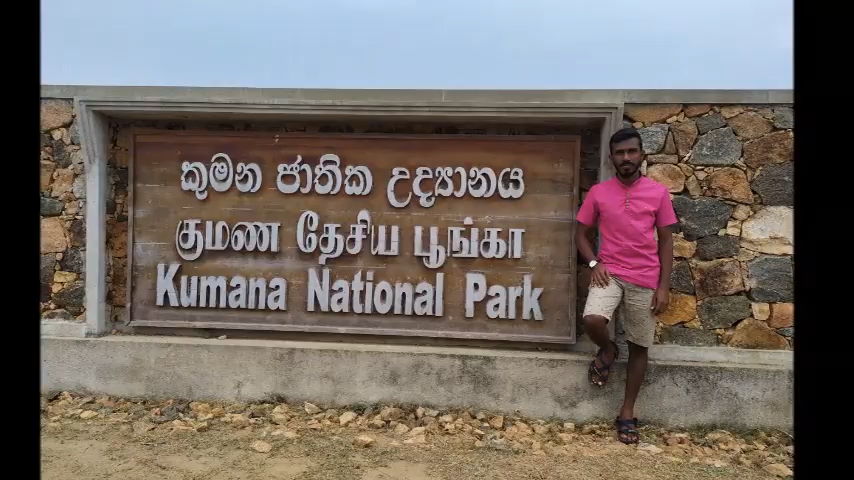 කුමන ජාතික උද්‍යානය
குமண தேசிய பூங்கா
Kumana National Park